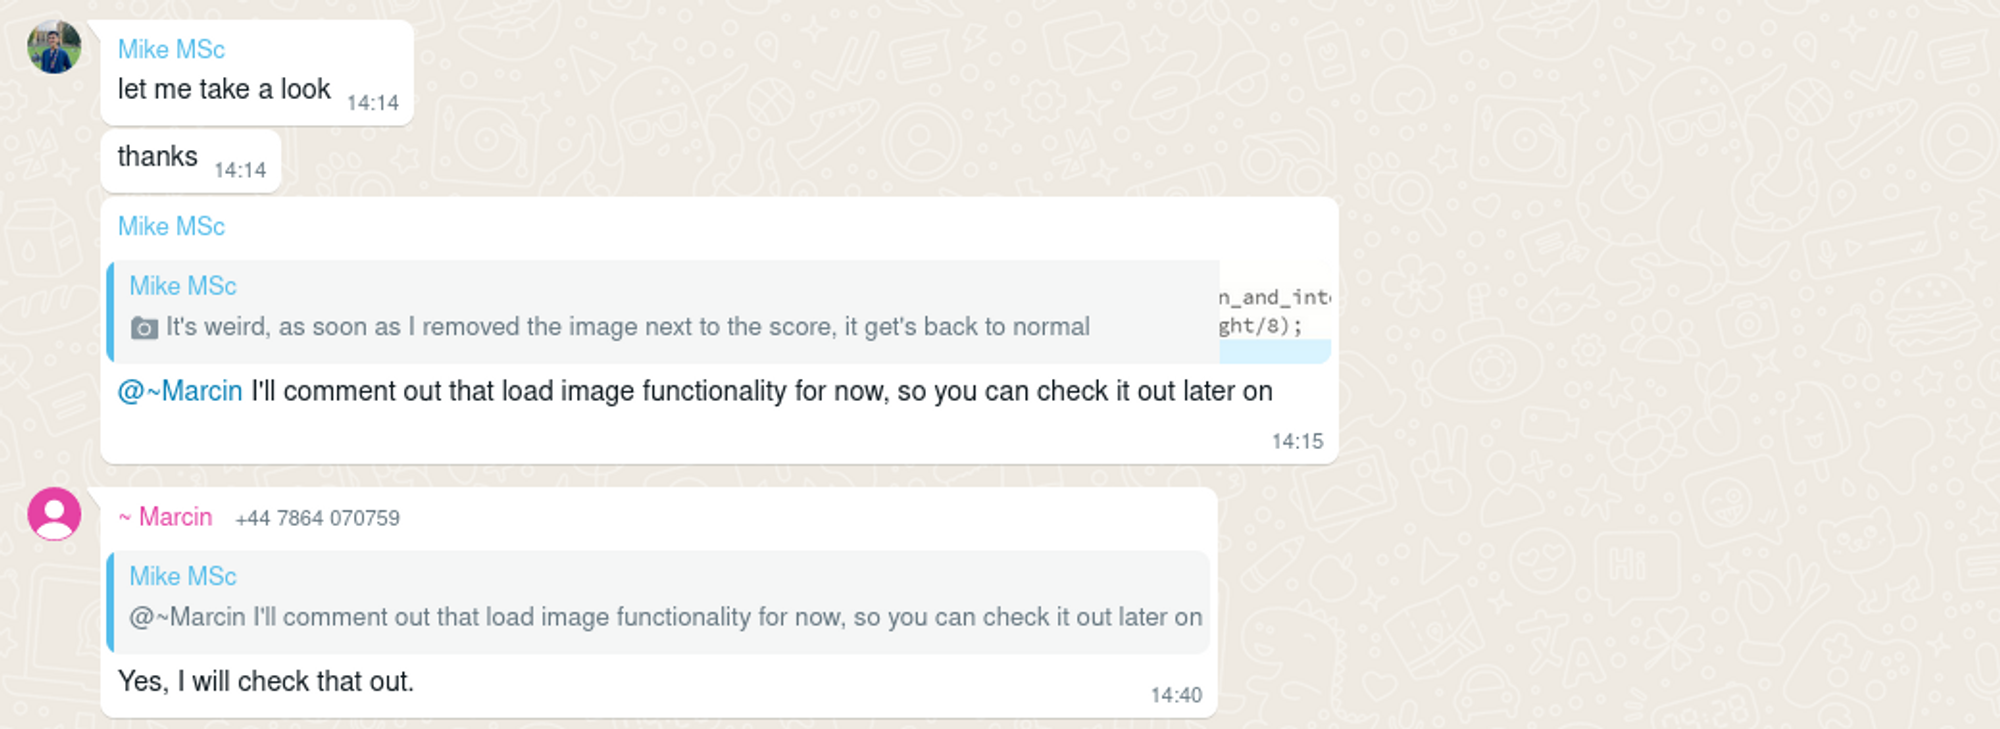 Mike MSc
let me take a look 14:14
thanks 14:14
Mike MSc
Mike MSc
It's weird, as soon as I removed the image next to the score, it get's back to normal
n_and_int
ght/8);
@~Marcin I'll comment out that load image functionality for now, so you can check it out later on
14:15
~ Marcin +44 7864 070759
Mike MSc
@~Marcin I'll comment out that load image functionality for now, so you can check it out later on
Yes, I will check that out.
14:40